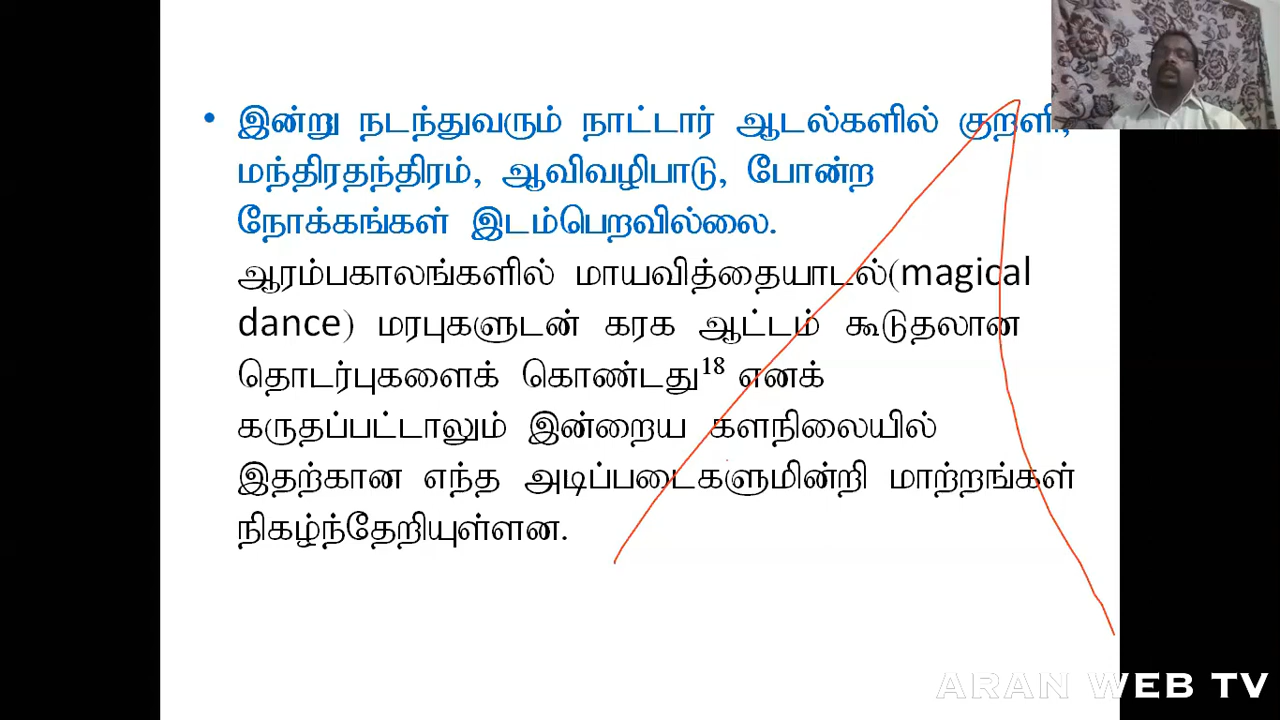 • இன்று நடந்துவரும் நாட்டார் ஆடல்களில் குறளி,
மந்திரதந்திரம், ஆவிவழிபாடு, போன்ற
நோக்கங்கள் இடம்பெறவில்லை.
ஆரம்பகாலங்களில் மாயவித்தையாடல்(magical
dance) மரபுகளுடன் கரக ஆட்டம் கூடுதலான
தொடர்புகளைக் கொண்டது¹⁸ எனக்
கருதப்பட்டாலும் இன்றைய களநிலையில்
இதற்கான எந்த அடிப்படைகளுமின்றி மாற்றங்கள்
நிகழ்ந்தேறியுள்ளன.
ARAN WEB TV